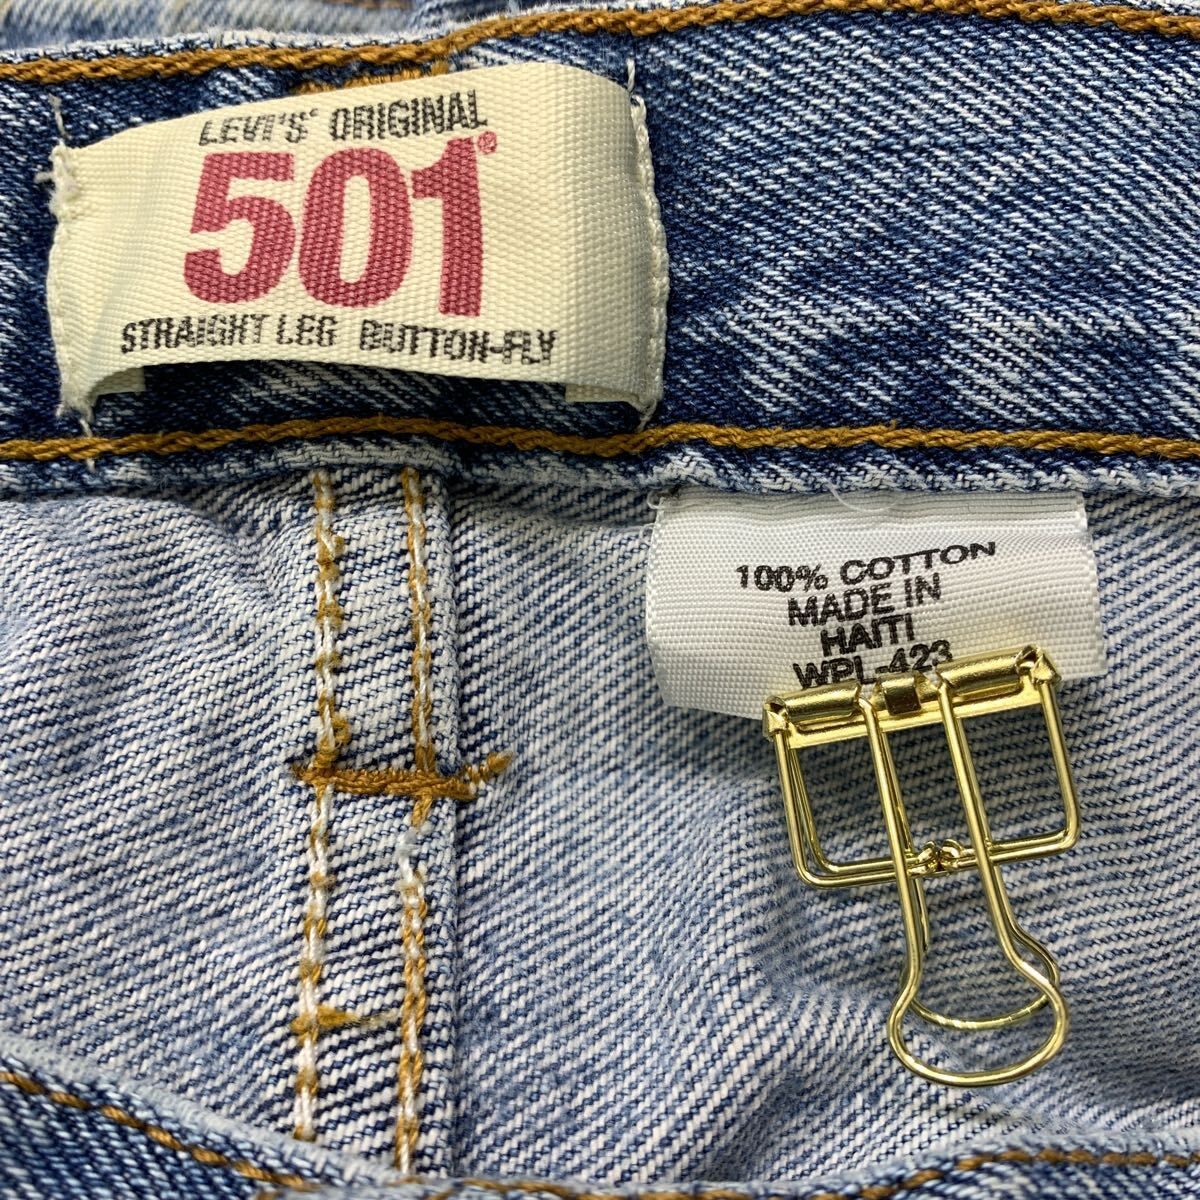 LEVI'S® ORIGINAL
501®
STRAIGHT LEG BUTTON-FLY
100% COTTON
MADE IN
HAITI
WPL-423